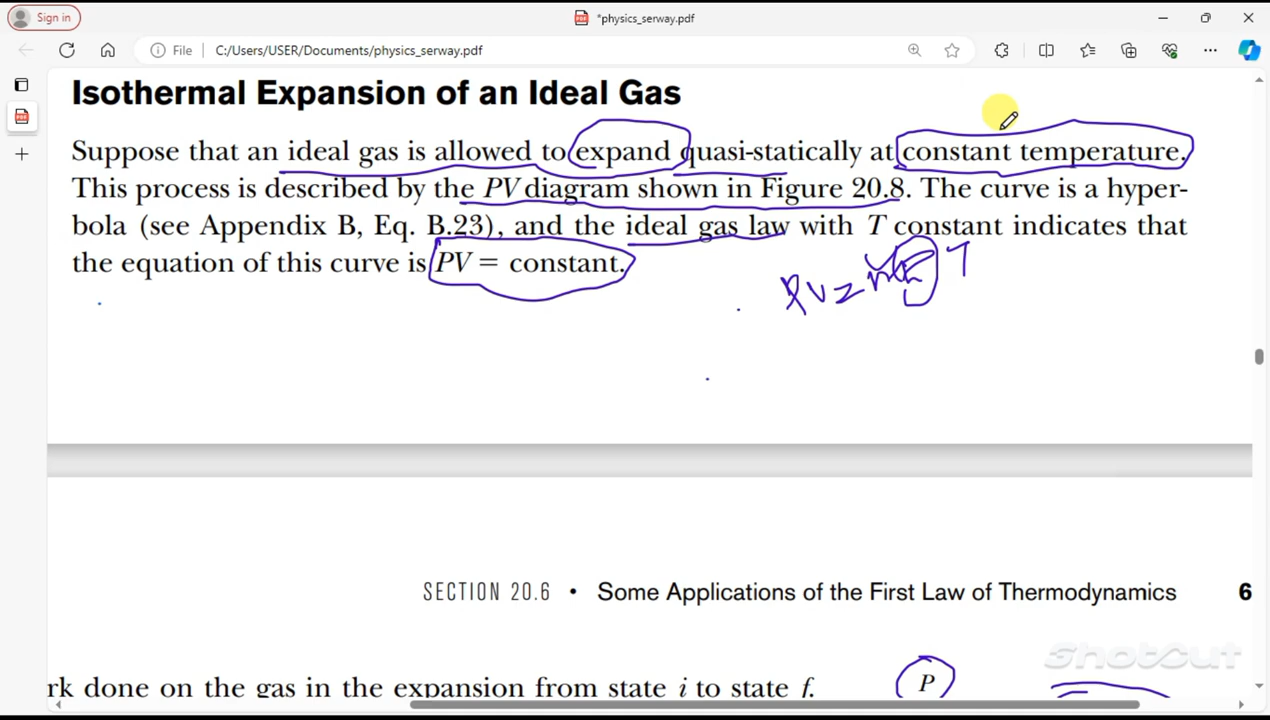 Sign in
*physics_serway.pdf
File
C:/Users/USER/Documents/physics_serway.pdf
Isothermal Expansion of an Ideal Gas
Suppose that an ideal gas is allowed to expand quasi-statically at constant temperature.
This process is described by the PV diagram shown in Figure 20.8. The curve is a hyper-
bola (see Appendix B, Eq. B.23), and the ideal gas law with T constant indicates that
the equation of this curve is PV = constant.
PV = nR T
SECTION 20.6 • Some Applications of the First Law of Thermodynamics 6
Shotcut
rk done on the gas in the expansion from state i to state f.
P